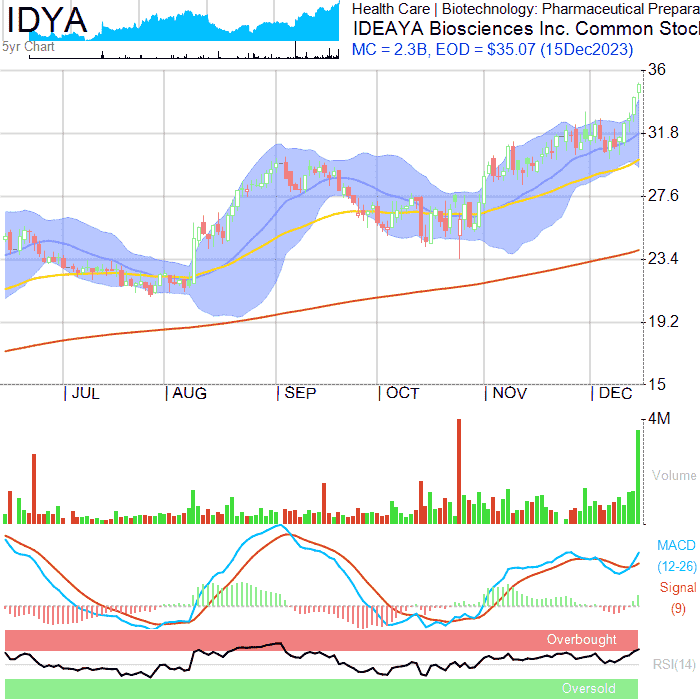 IDYA
5yr Chart
Health Care | Biotechnology: Pharmaceutical Prepara
IDEAYA Biosciences Inc. Common Stoc
MC = 2.3B, EOD = $35.07 (15Dec2023)
36
31.8
27.6
23.4
19.2
15
JUL AUG SEP OCT NOV DEC
4M
Volume
MACD
(12-26)
Signal
(9)
Overbought
RSI(14)
Oversold